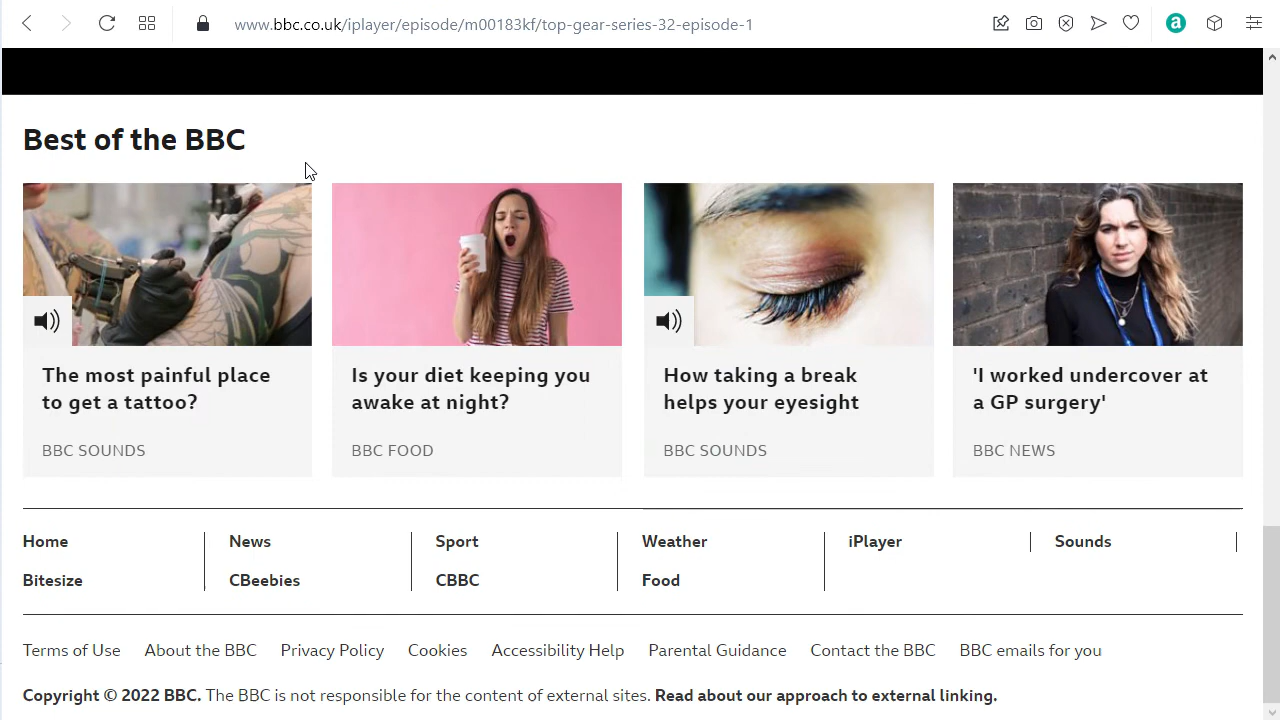 www.bbc.co.uk/iplayer/episode/m00183kf/top-gear-series-32-episode-1
Best of the BBC
The most painful place
to get a tattoo?
BBC SOUNDS
Is your diet keeping you
awake at night?
BBC FOOD
How taking a break
helps your eyesight
BBC SOUNDS
'I worked undercover at
a GP surgery'
BBC NEWS
Home
News
Sport
Weather
iPlayer
Sounds
Bitesize
CBeebies
CBBC
Food
Terms of Use
About the BBC
Privacy Policy
Cookies
Accessibility Help
Parental Guidance
Contact the BBC
BBC emails for you
Copyright © 2022 BBC. The BBC is not responsible for the content of external sites. Read about our approach to external linking.